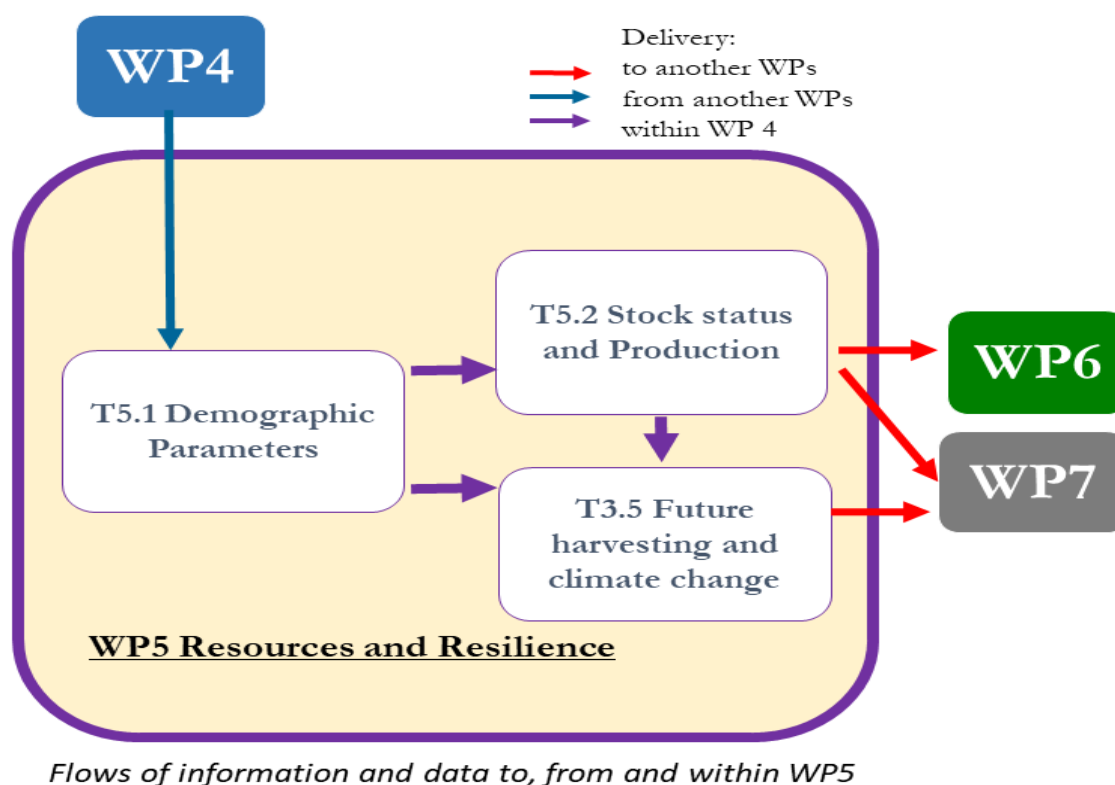 WP4
Delivery:
to another WPs
from another WPs
within WP 4
T5.2 Stock status
and Production
T5.1 Demographic
Parameters
WP6
WP7
T3.5 Future
harvesting and
climate change
WP5 Resources and Resilience
Flows of information and data to, from and within WP5